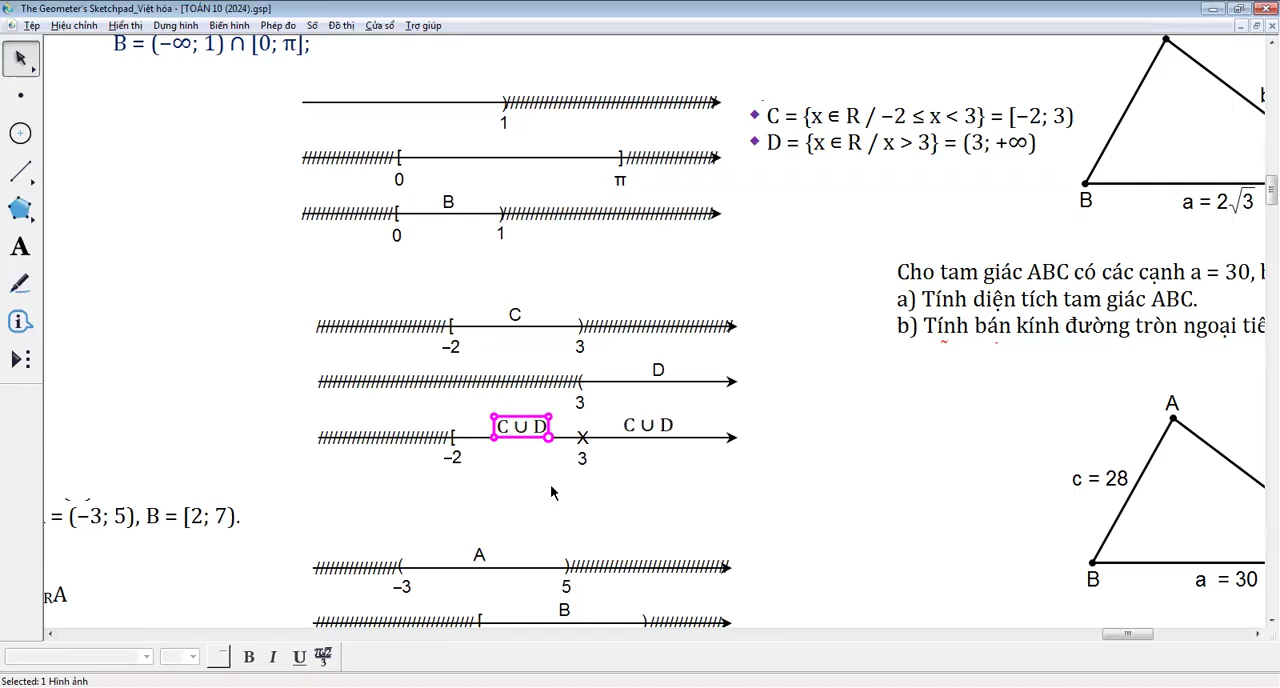 The Geometer's Sketchpad_Việt hóa - [TOÁN 10 (2024).gsp]
Tệp Hiệu chỉnh Hiển thị Dựng hình Biến hình Phép đo Số Đồ thị Cửa sổ Trợ giúp
B = (−∞; 1) ∩ [0; π];
1
0 π
B
0 1
C = {x ∈ R / −2 ≤ x < 3} = [−2; 3)
D = {x ∈ R / x > 3} = (3; +∞)
B
a = 2√3
Cho tam giác ABC có các cạnh a = 30,
a) Tính diện tích tam giác ABC.
b) Tính bán kính đường tròn ngoại
C
−2 3
D
3
C ∪ D C ∪ D
−2 3
A
c = 28
B
a = 30
= (−3; 5), B = [2; 7).
A
−3 5
RA
B
B I U
Selected: 1 Hình ảnh